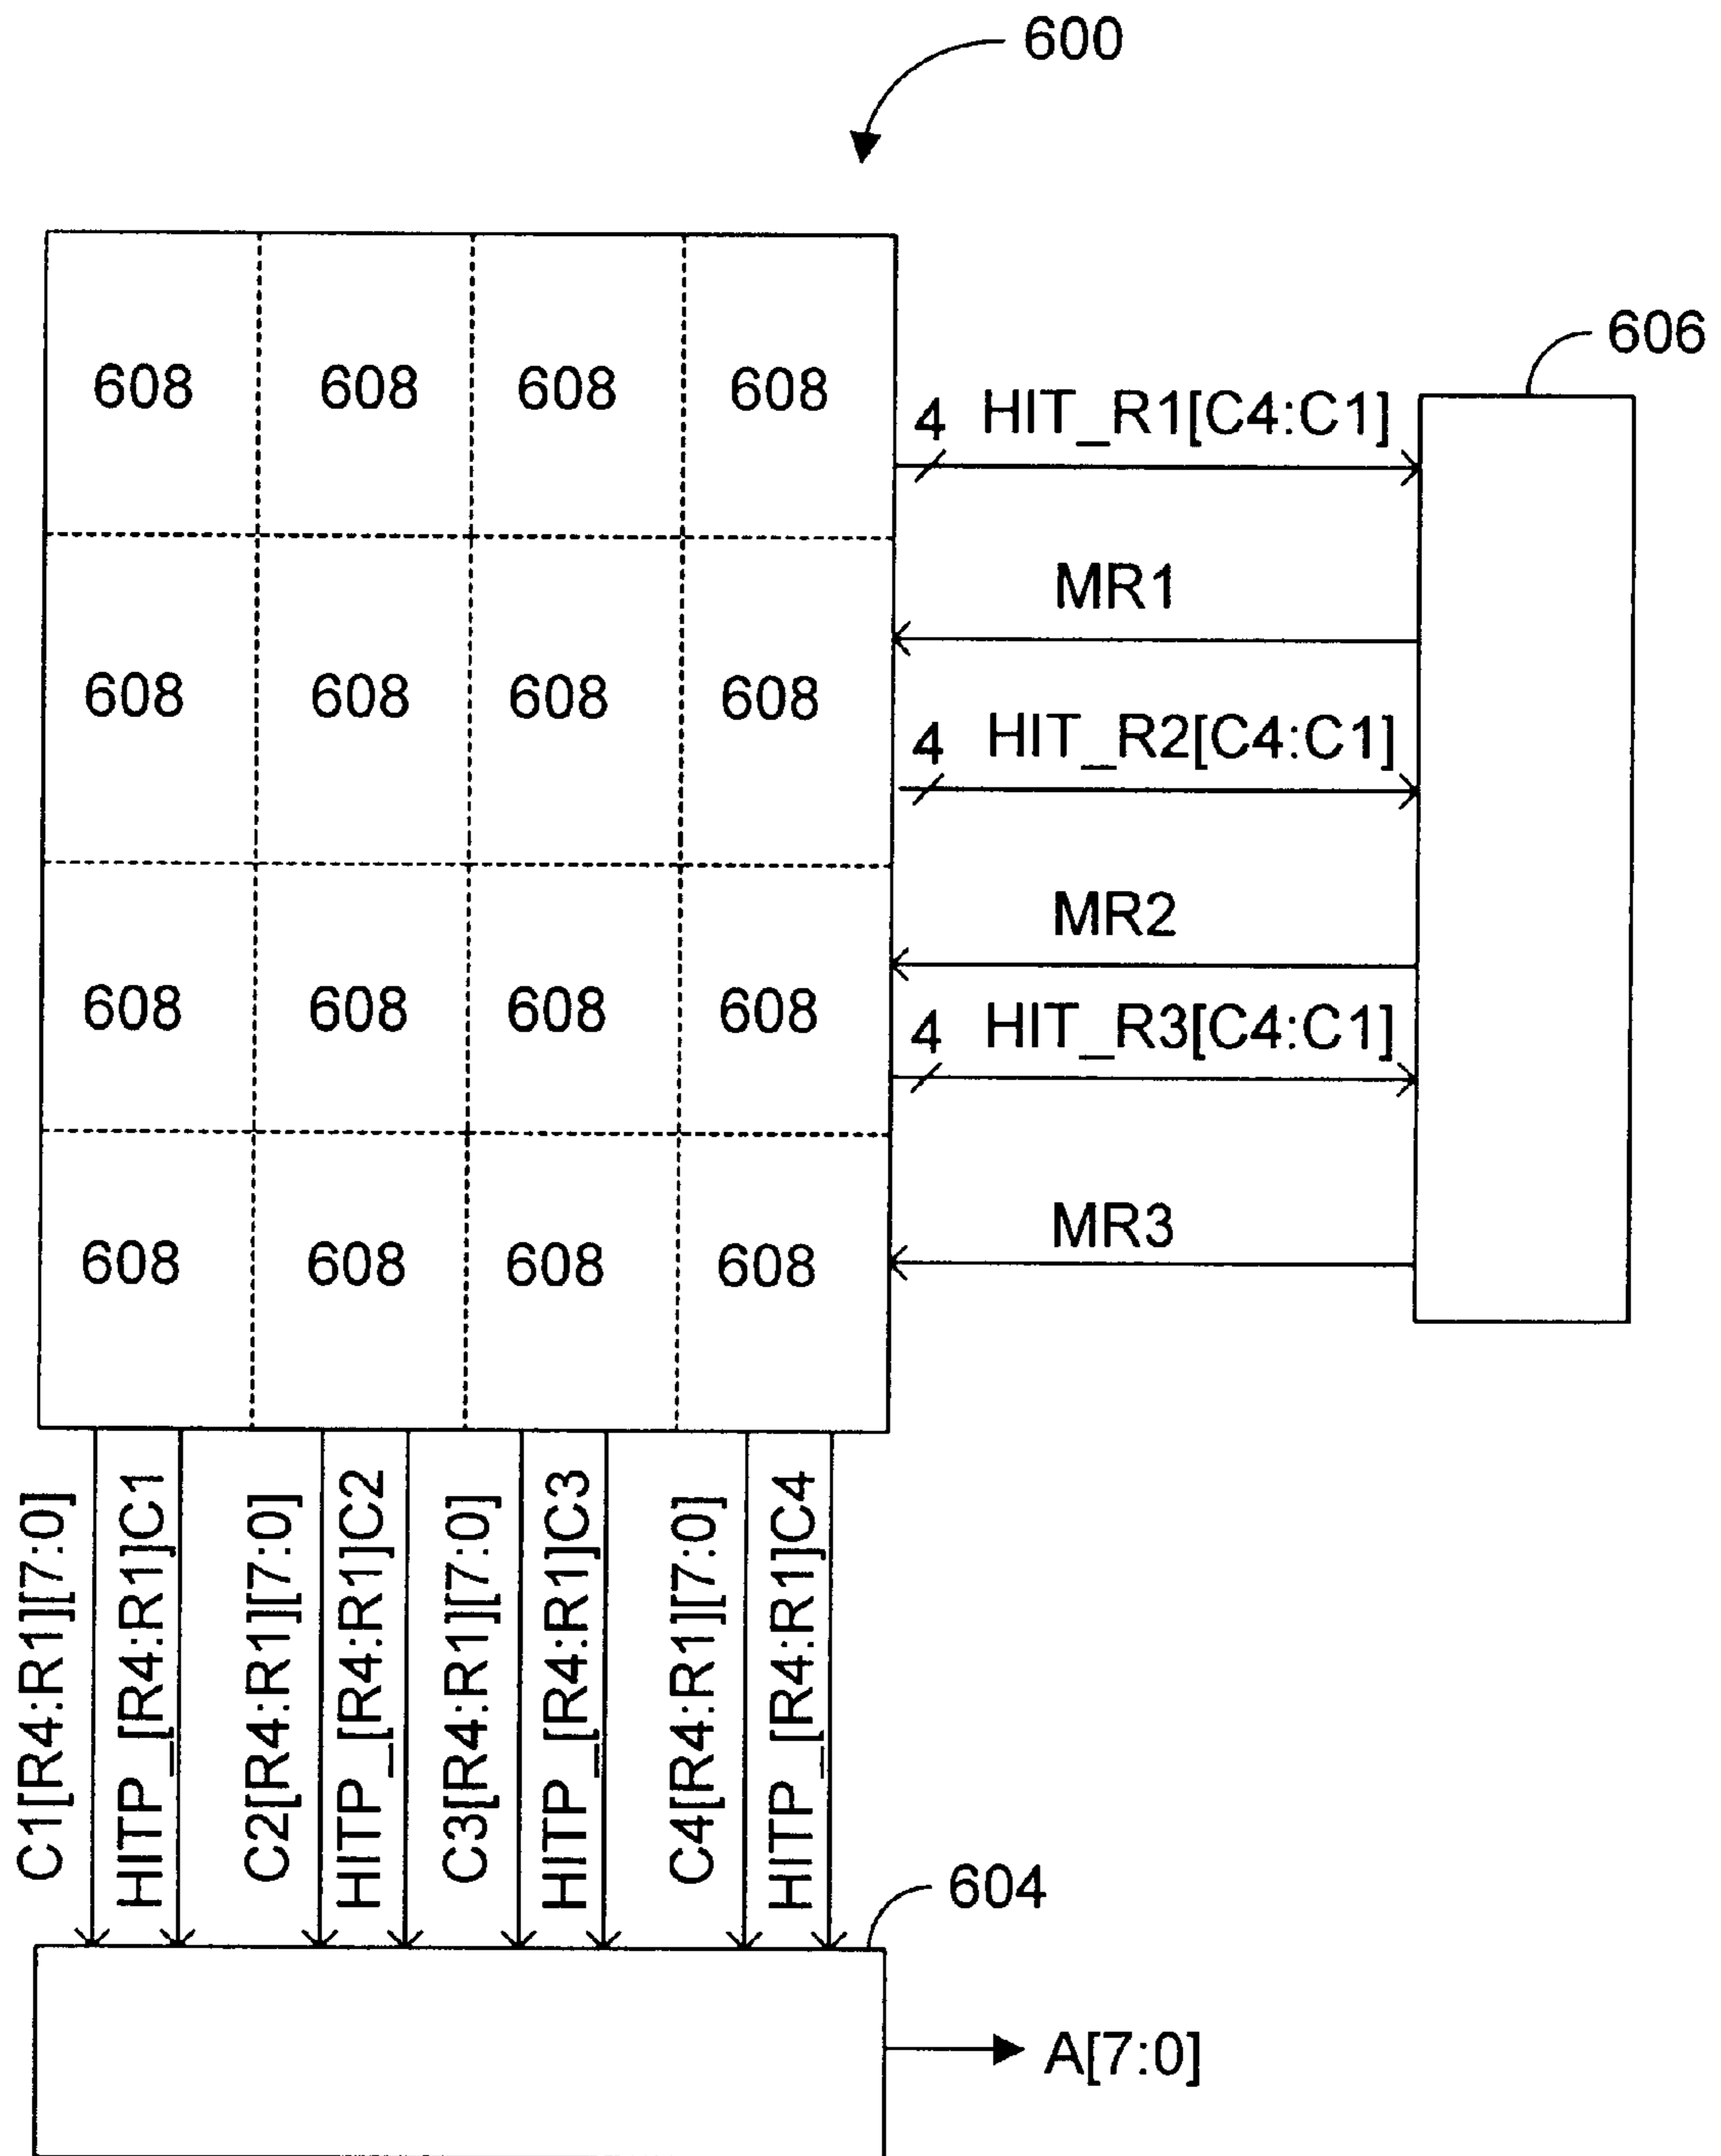 600
606
608 608 608 608
4 HIT_R1[C4:C1]
MR1
608 608 608 608
4 HIT_R2[C4:C1]
MR2
608 608 608 608
4 HIT_R3[C4:C1]
MR3
608 608 608 608
C1[R4:R1][7:0]
HITP_[R4:R1]C1
C2[R4:R1][7:0]
HITP_[R4:R1]C2
C3[R4:R1][7:0]
HITP_[R4:R1]C3
C4[R4:R1][7:0]
HITP_[R4:R1]C4
604
A[7:0]